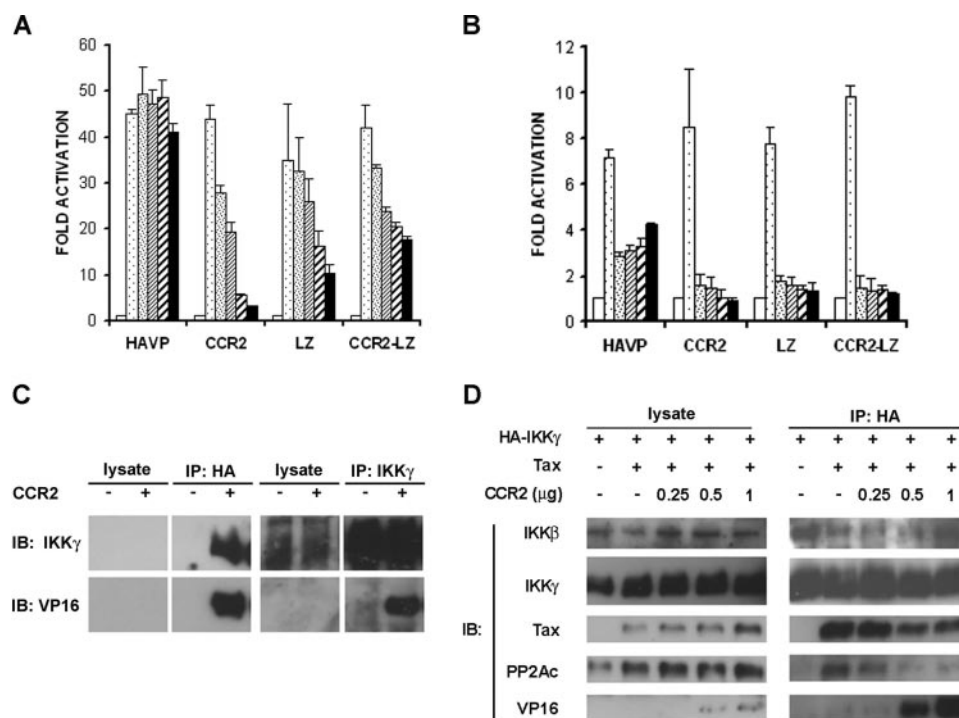 A
FOLD ACTIVATION
60
50
40
30
20
10
0
HAVP CCR2 LZ CCR2-LZ
B
FOLD ACTIVATION
12
10
8
6
4
2
0
HAVP CCR2 LZ CCR2-LZ
C
lysate IP: HA lysate IP: IKKγ
CCR2 - + - + - + - +
IB: IKKγ
IB: VP16
D
lysate IP: HA
HA-IKKγ + + + + + + + + + +
Tax - + + + + - + + + +
CCR2 (μg) - - 0.25 0.5 1 - - 0.25 0.5 1
IB:
IKKβ
IKKγ
Tax
PP2Ac
VP16